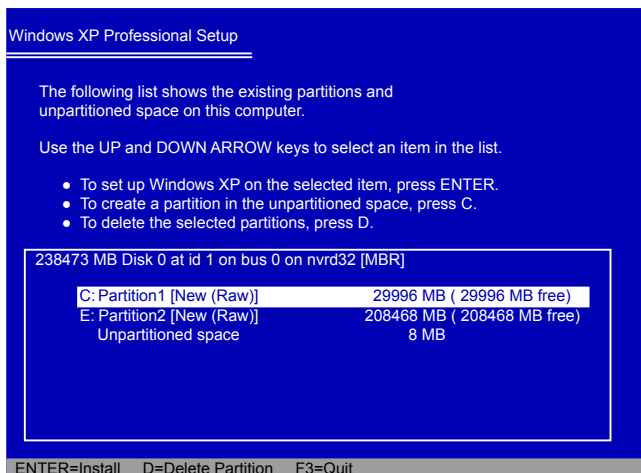 Windows XP Professional Setup
The following list shows the existing partitions and
unpartitioned space on this computer.
Use the UP and DOWN ARROW keys to select an item in the list.
● To set up Windows XP on the selected item, press ENTER.
● To create a partition in the unpartitioned space, press C.
● To delete the selected partitions, press D.
238473 MB Disk 0 at id 1 on bus 0 on nvrd32 [MBR]
C: Partition1 [New (Raw)] 29996 MB ( 29996 MB free)
E: Partition2 [New (Raw)] 208468 MB ( 208468 MB free)
Unpartitioned space 8 MB
ENTER=Install D=Delete Partition F3=Quit